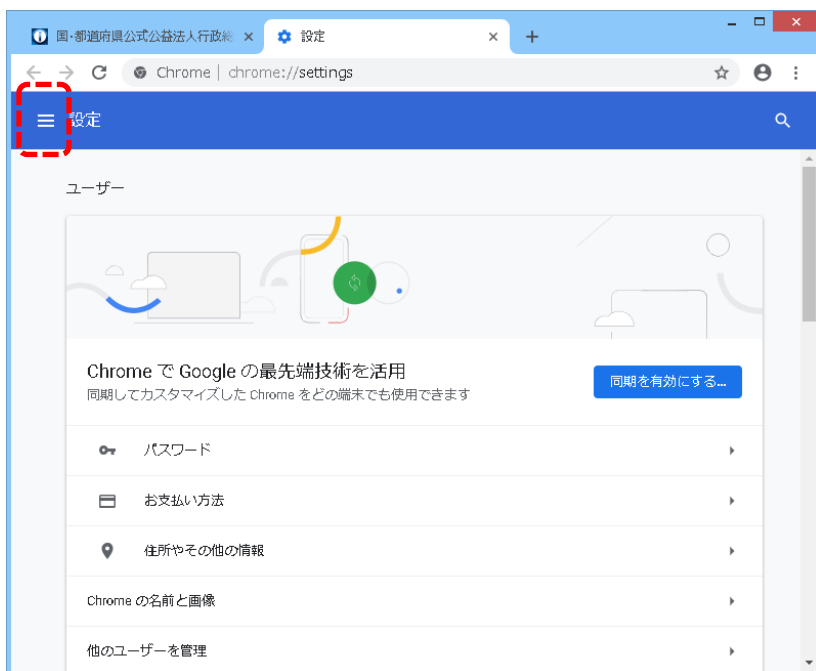 国・都道府県公式公益法人行政総
設定
Chrome | chrome://settings
設定
ユーザー
Chrome で Google の最先端技術を活用
同期してカスタマイズした Chrome をどの端末でも使用できます
同期を有効にする...
パスワード
お支払い方法
住所やその他の情報
Chrome の名前と画像
他のユーザーを管理